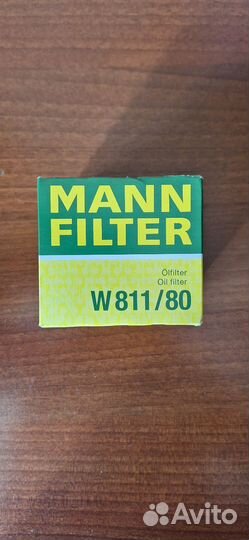 MANN
FILTER
Ölfilter
Oil filter
W 811/80
Avito